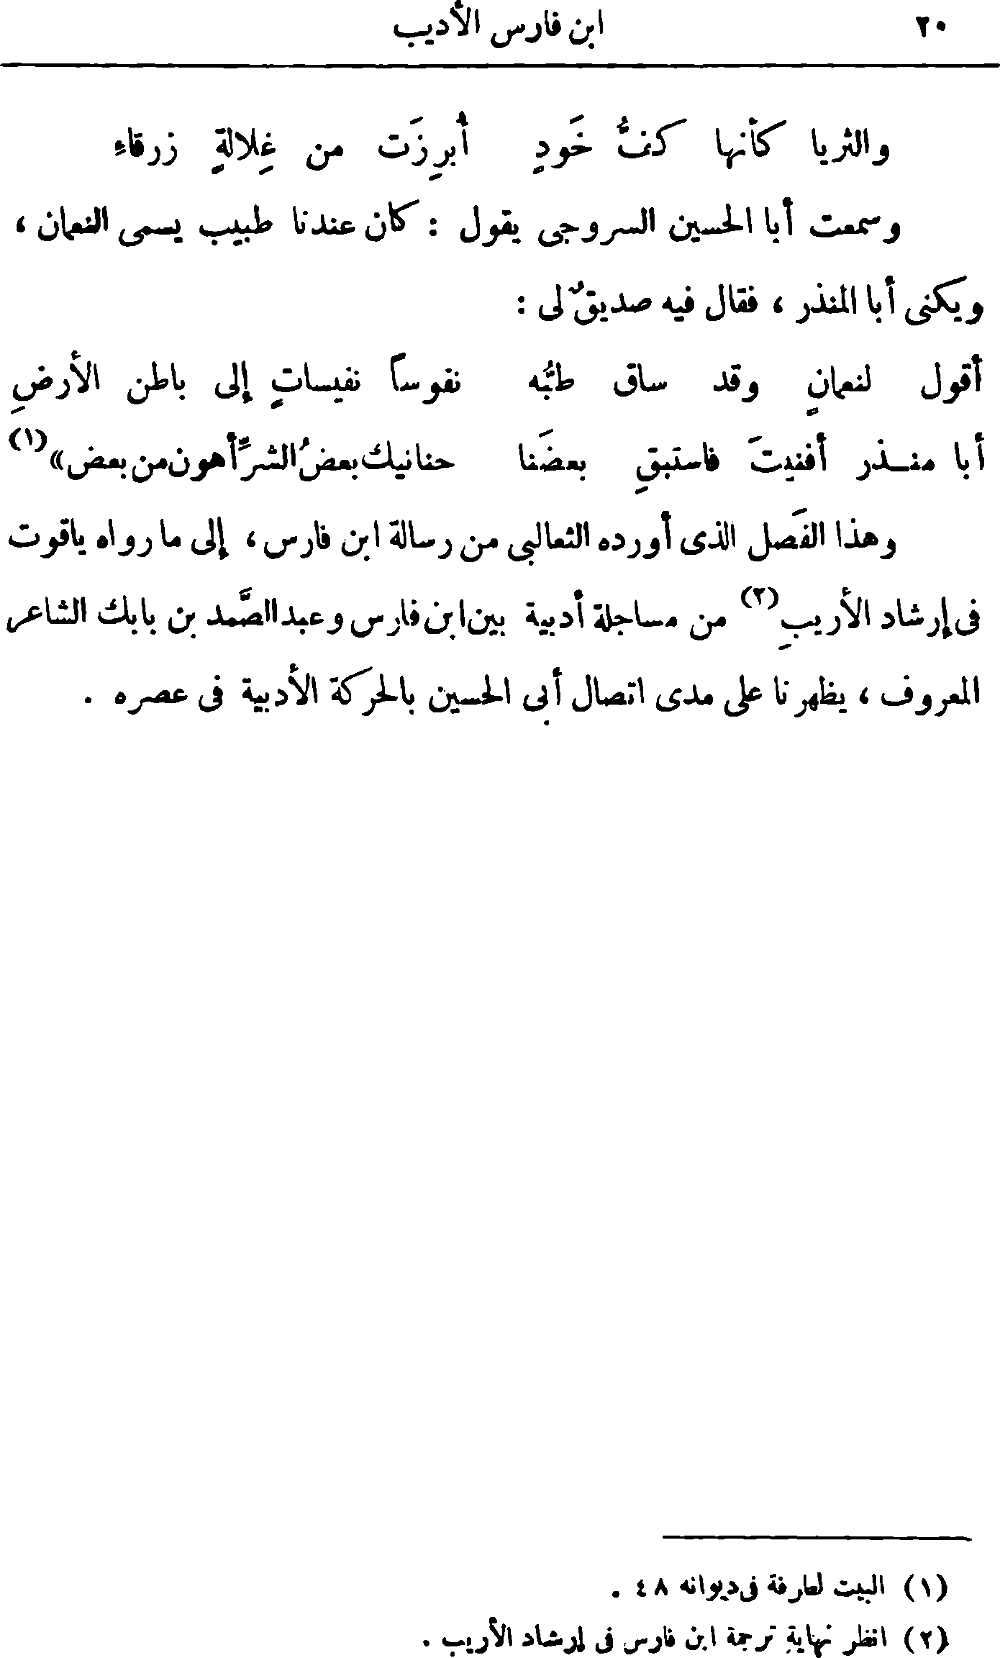 ٢٠ ابن فارس الأديب
والثريا كأنها كفُّ خَودٍ أُبرِزَت من غِلالةٍ زرقاءِ
وسمعت أبا الحسين السروجى يقول : كان عندنا طبيب يسمى النعمان ،
ويكنى أبا المنذر ، فقال فيه صديقٌ لى :
أقول لنعمانٍ وقد ساق طبُّه نفوساً نفيساتٍ إلى باطن الأرضِ
أبا منــذر أفنيتَ فاستبقِ بعضَنا حنانيك بعضُ الشرِّ أهون من بعض» (١)
وهذا الفَصل الذى أورده الثعالبى من رسالة ابن فارس ، إلى ما رواه ياقوت
فى إرشاد الأريبِ (٢) من مساجلة أدبية بين ابن فارس وعبد الصَّمد بن بابك الشاعر
المعروف ، يظهرنا على مدى اتصال أبى الحسين بالحركة الأدبية فى عصره .
(١) البيت لطرفة فى ديوانه ٤٨ .
(٢) انظر نهاية ترجمة ابن فارس فى إرشاد الأريب .